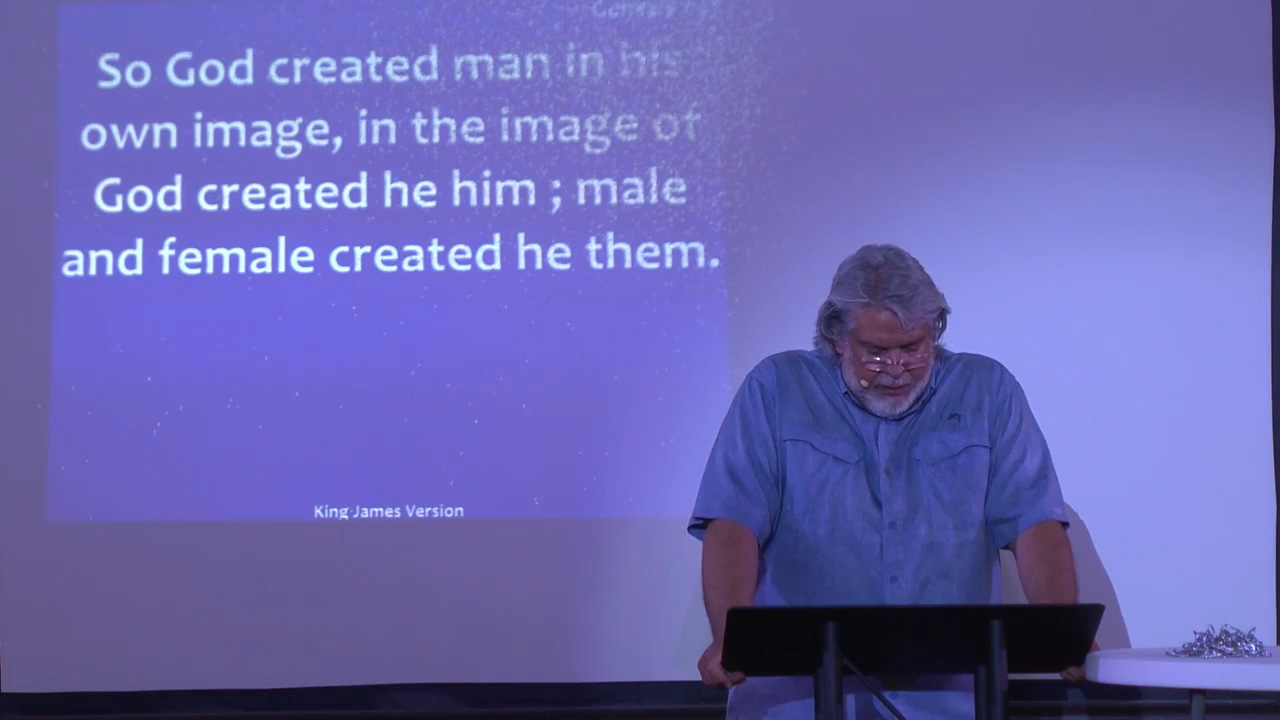 So God created man in his
own image, in the image of
God created he him ; male
and female created he them.
King James Version